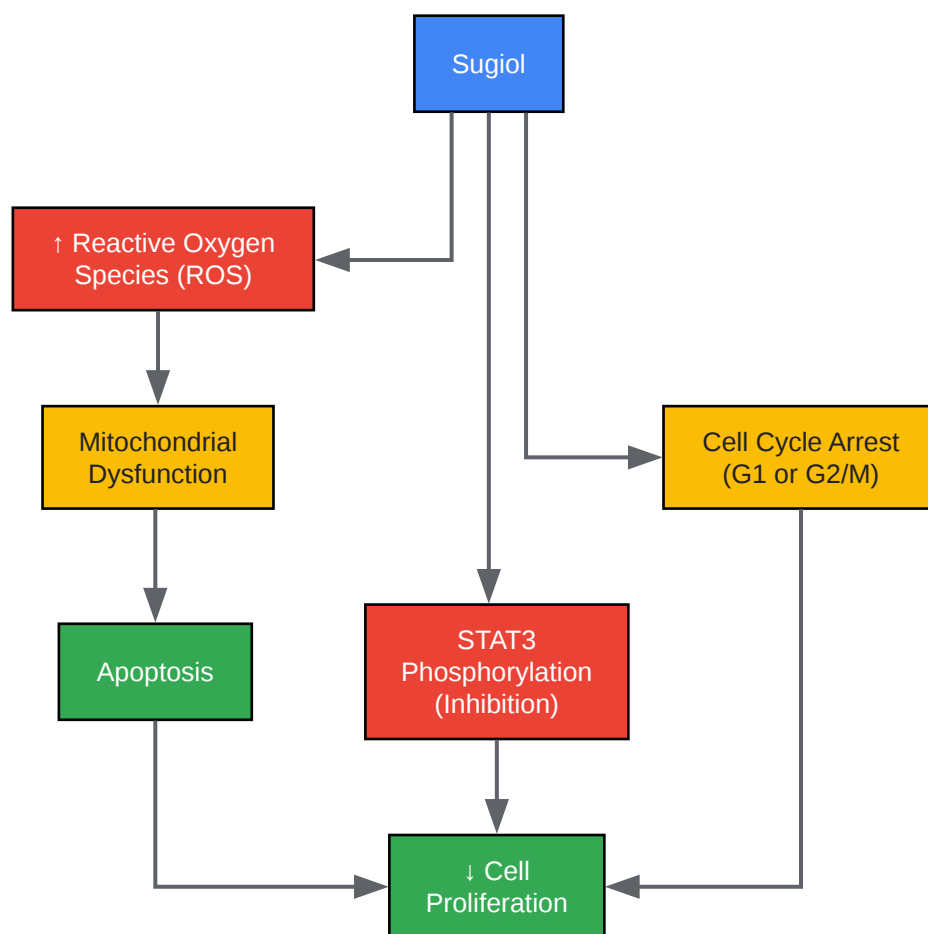 Sugiol
↑ Reactive Oxygen
Species (ROS)
Mitochondrial
Dysfunction
Cell Cycle Arrest
(G1 or G2/M)
Apoptosis
STAT3
Phosphorylation
(Inhibition)
↓ Cell
Proliferation